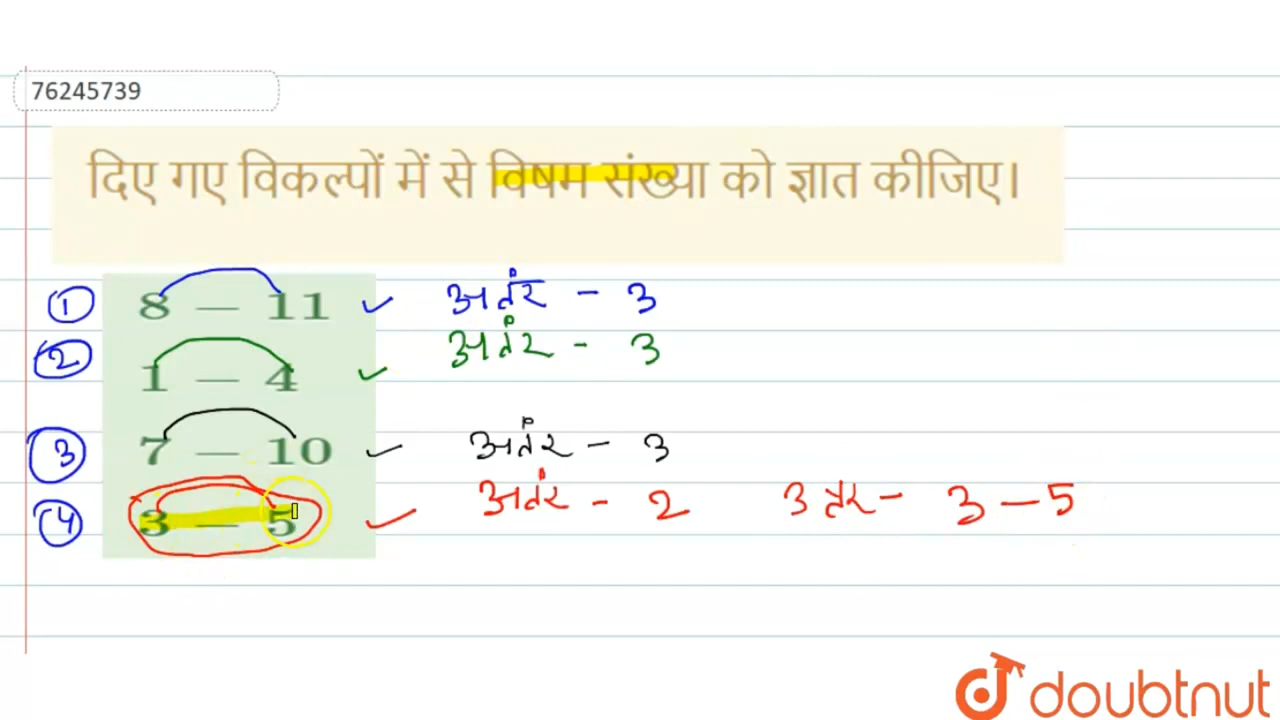 76245739
दिए गए विकल्पों में से विषम संख्या को ज्ञात कीजिए।
① 8 – 11 ✓ अंतर - 3
② 1 – 4 ✓ अंतर - 3
③ 7 – 10 ✓ अंतर - 3
④ 3 – 5 ✓ अंतर - 2 उत्तर - 3 – 5
doubtnut